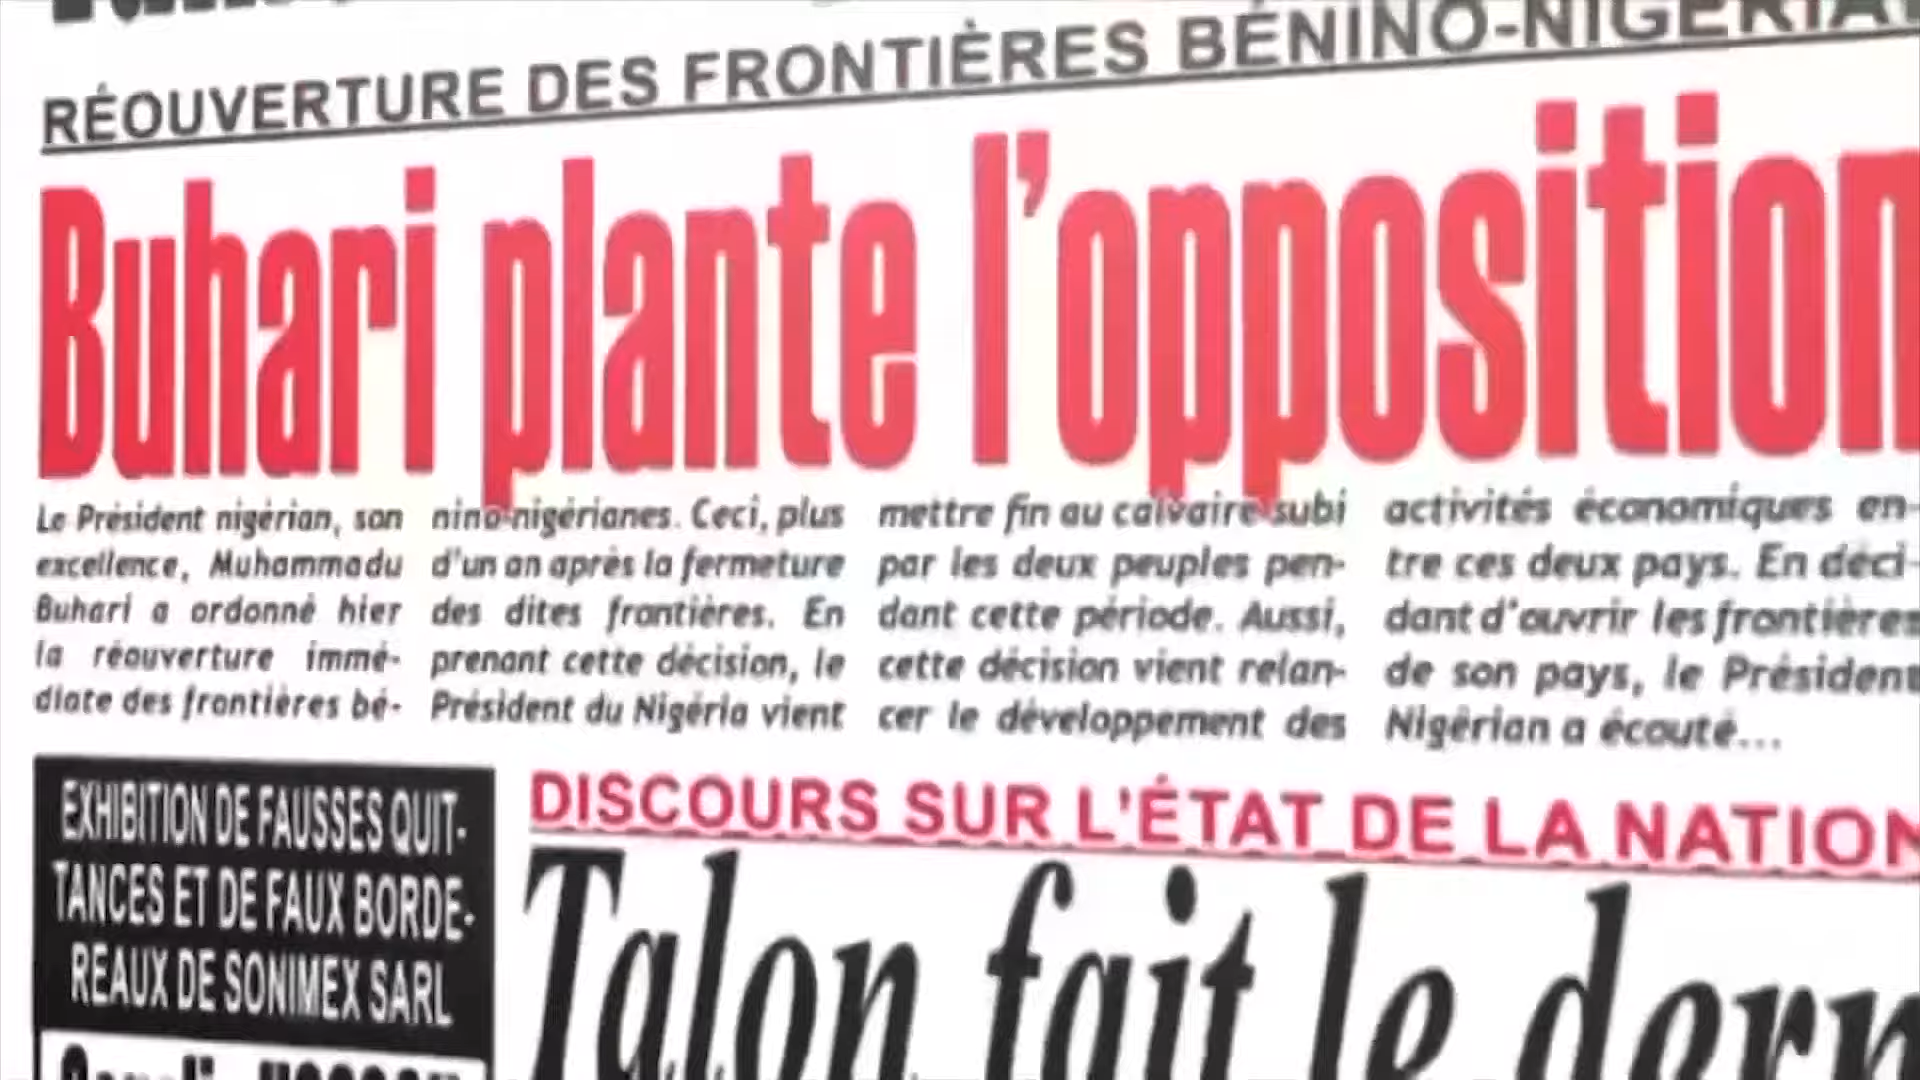 RÉOUVERTURE DES FRONTIÈRES BÉNINO-NIGÉRIA
Buhari plante l'opposition
Le Président nigérian, son
excellence, Muhammadu
Buhari a ordonné hier
la réouverture immé-
diate des frontières bé-
nino-nigérianes. Ceci, plus
d'un an après la fermeture
des dites frontières. En
prenant cette décision, le
Président du Nigéria vient
mettre fin au calvaire subi
par les deux peuples pen-
dant cette période. Aussi,
cette décision vient relan-
cer le développement des
activités économiques en-
tre ces deux pays. En déci-
dant d'ouvrir les frontières
de son pays, le Président
Nigérian a écouté...
EXHIBITION DE FAUSSES QUIT-
TANCES ET DE FAUX BORDE-
REAUX DE SONIMEX SARL
DISCOURS SUR L'ÉTAT DE LA NATION
Talon fait le dern